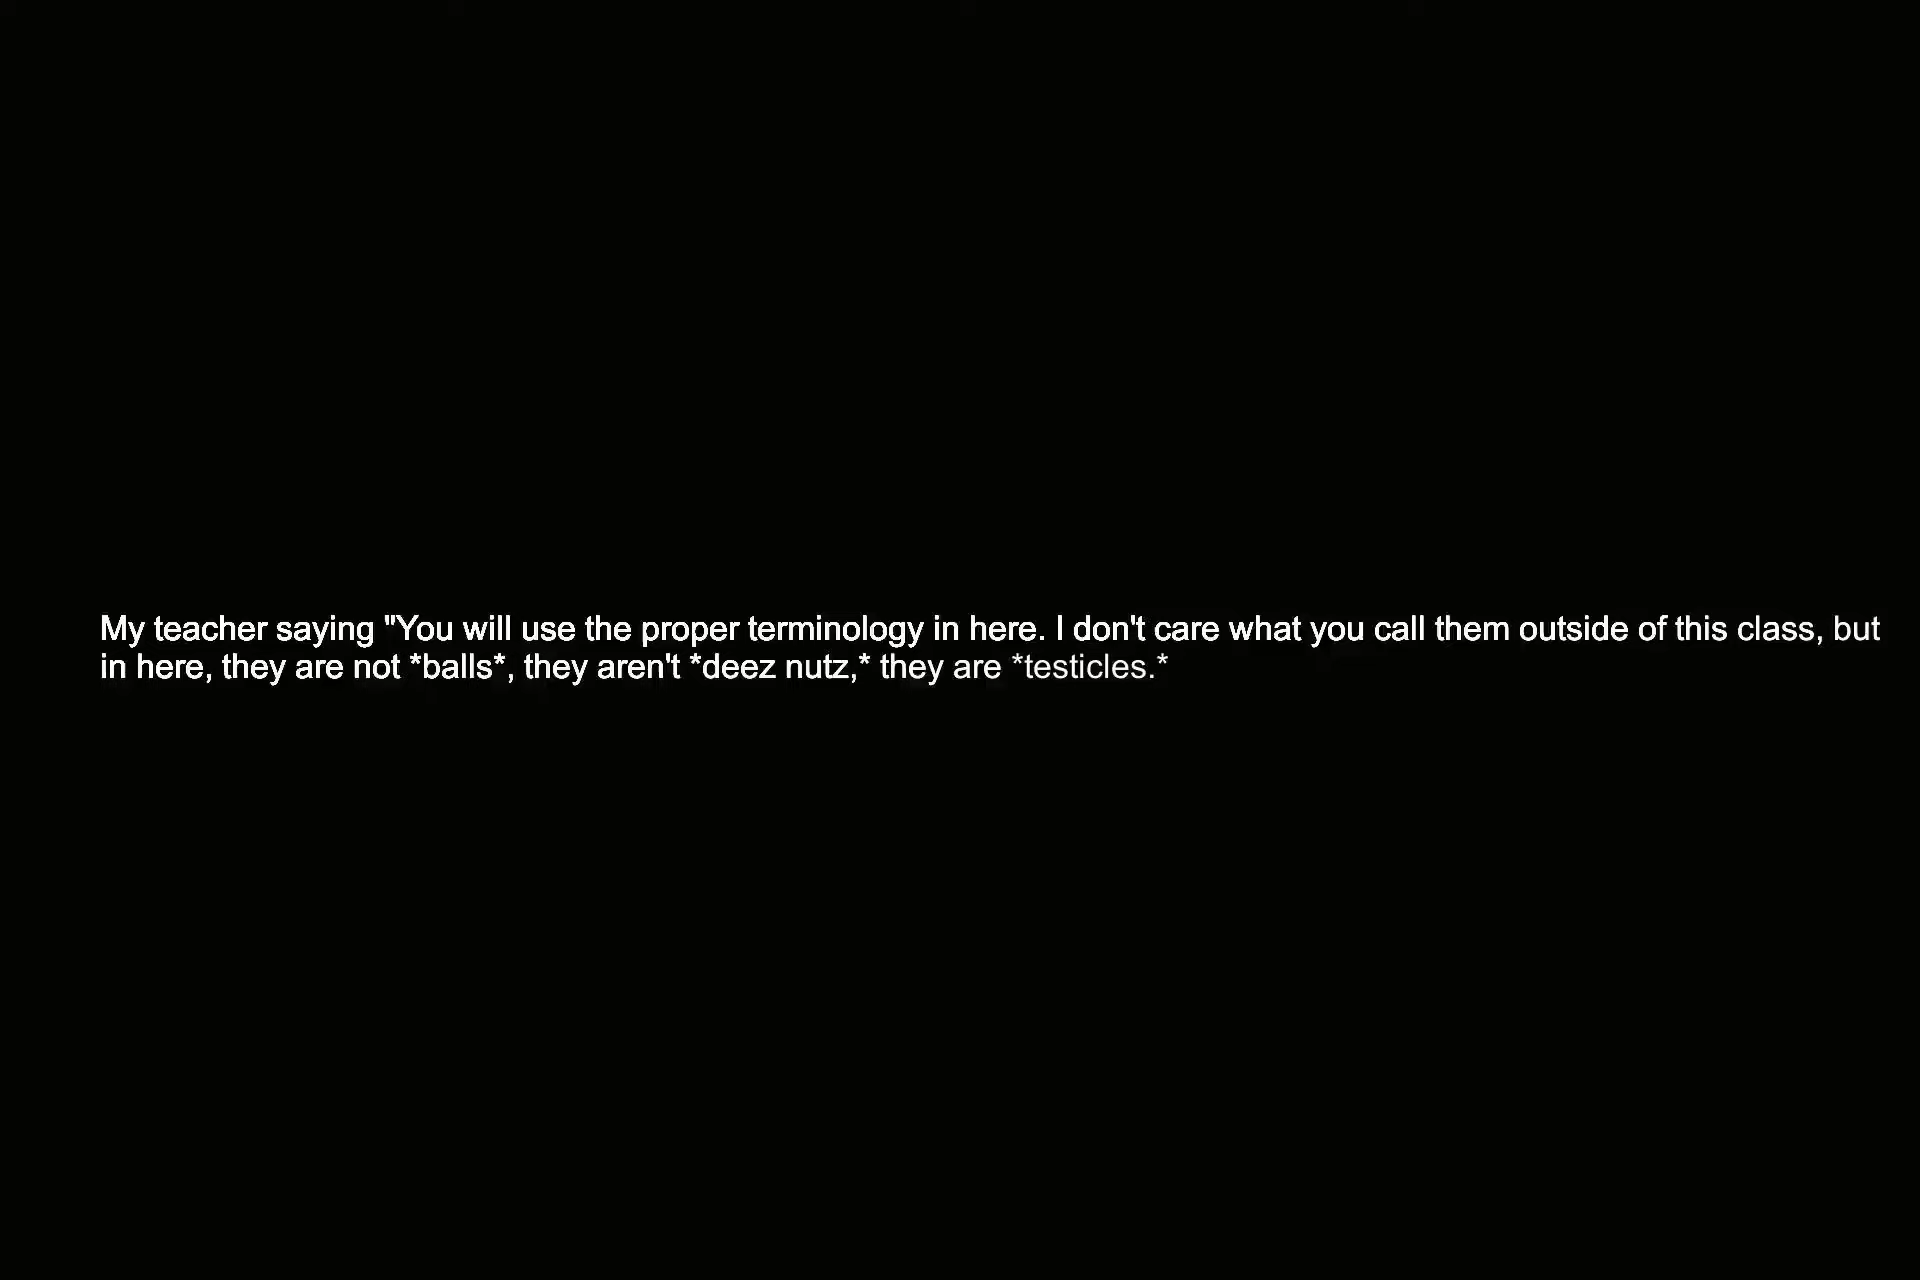 My teacher saying "You will use the proper terminology in here. I don't care what you call them outside of this class, but
in here, they are not *balls*, they aren't *deez nutz,* they are *testicles.*